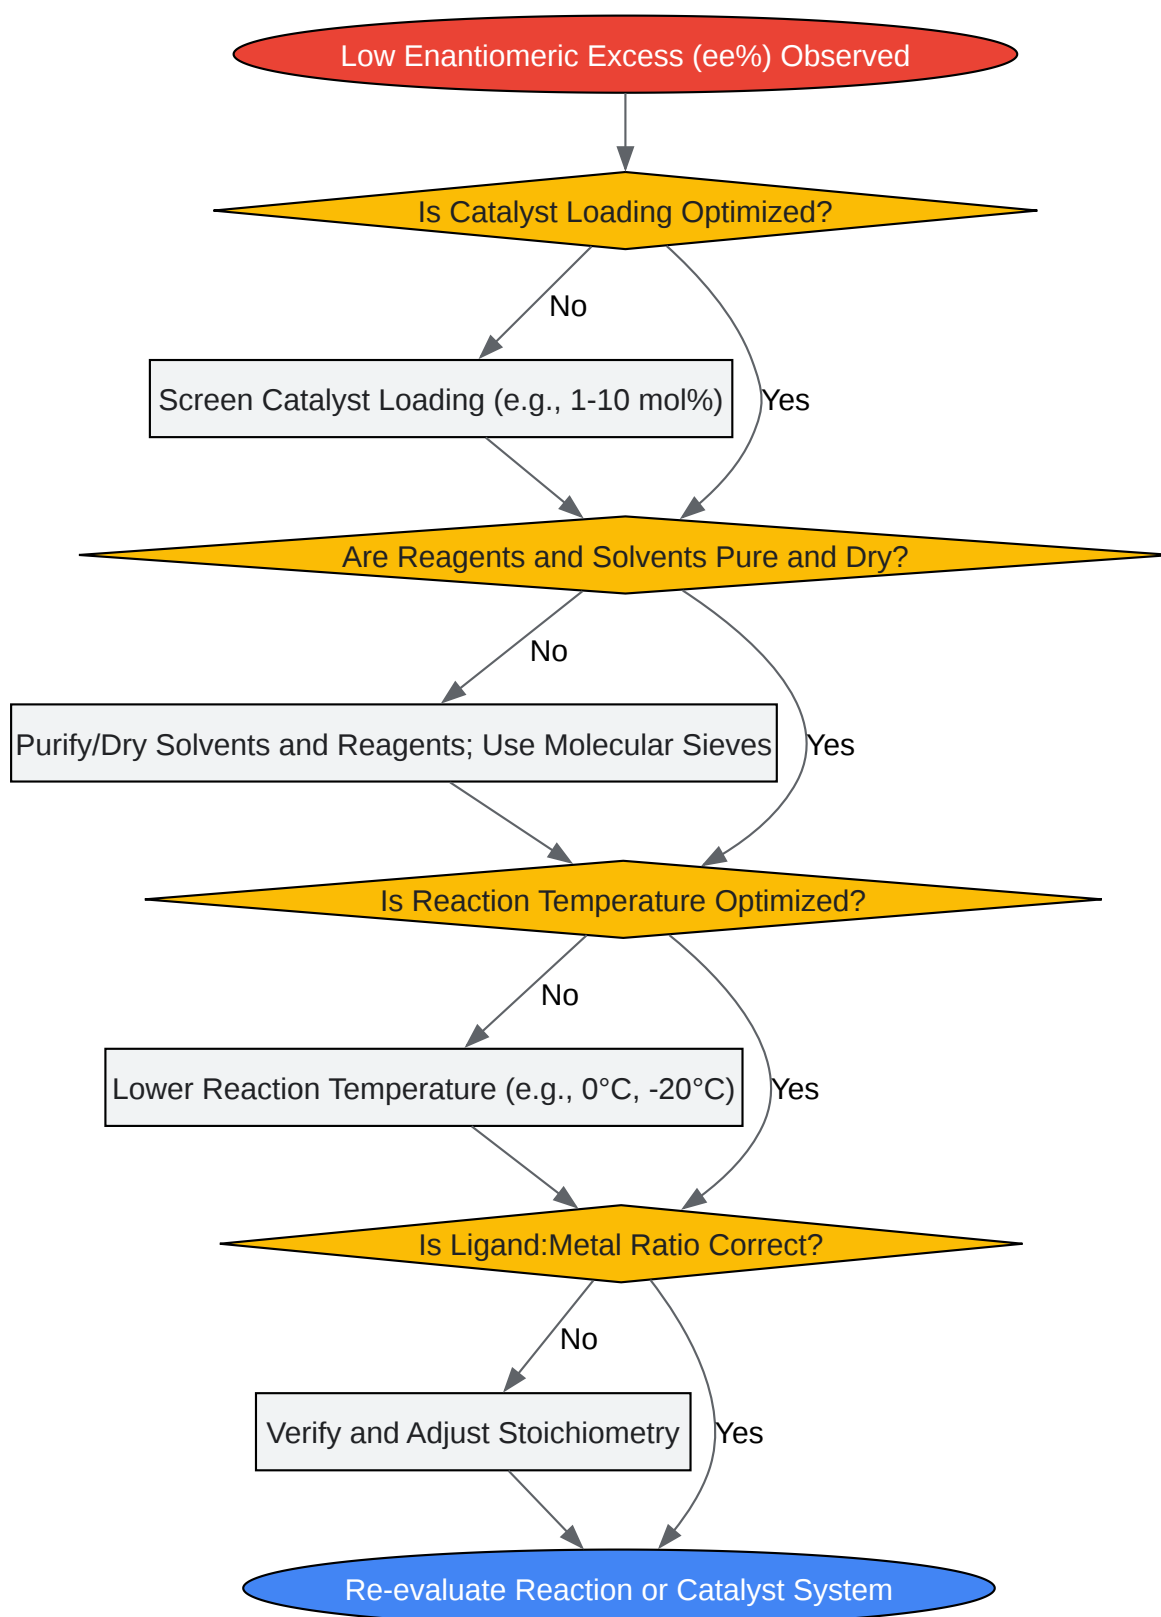 Low Enantiomeric Excess (ee%) Observed
Is Catalyst Loading Optimized?
No
Screen Catalyst Loading (e.g., 1-10 mol%)
Yes
Are Reagents and Solvents Pure and Dry?
No
Purify/Dry Solvents and Reagents; Use Molecular Sieves
Yes
Is Reaction Temperature Optimized?
No
Lower Reaction Temperature (e.g., 0°C, -20°C)
Yes
Is Ligand:Metal Ratio Correct?
No
Verify and Adjust Stoichiometry
Yes
Re-evaluate Reaction or Catalyst System